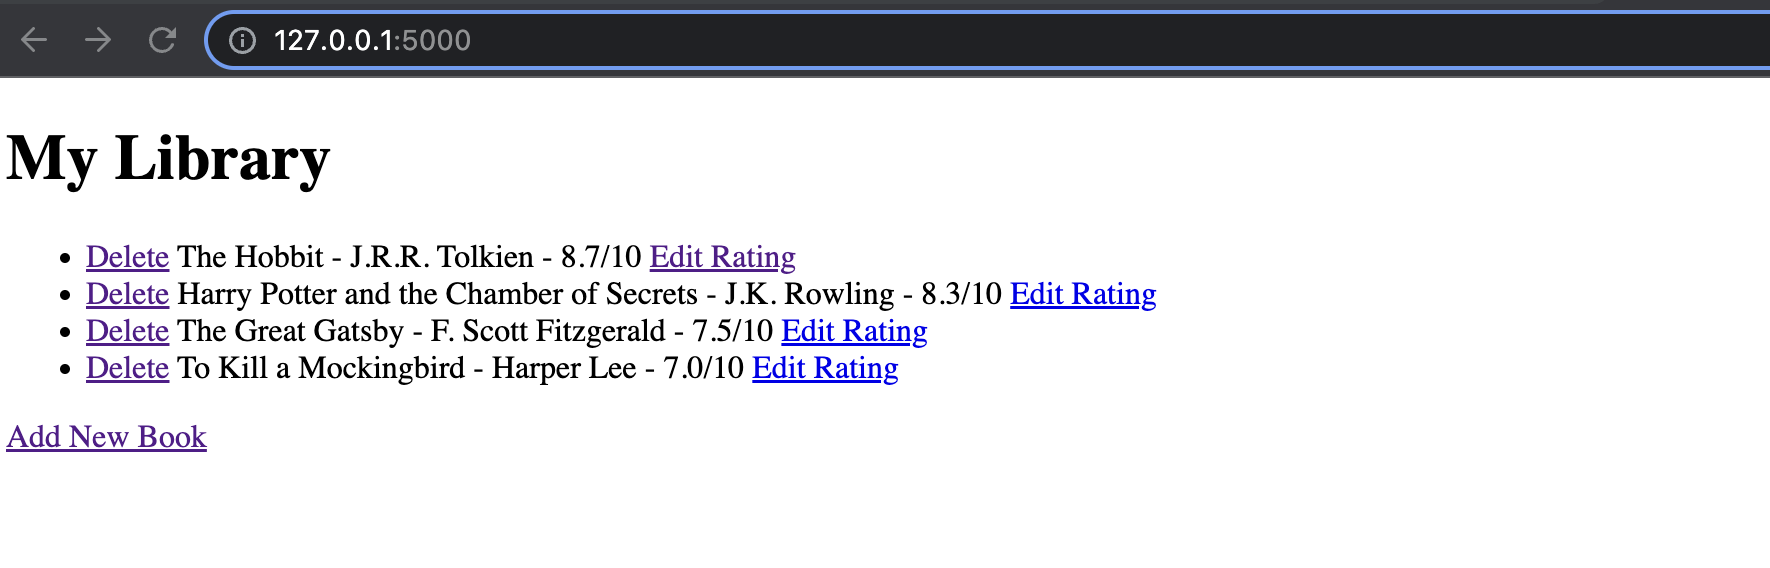 127.0.0.1:5000
My Library
• Delete The Hobbit - J.R.R. Tolkien - 8.7/10 Edit Rating
• Delete Harry Potter and the Chamber of Secrets - J.K. Rowling - 8.3/10 Edit Rating
• Delete The Great Gatsby - F. Scott Fitzgerald - 7.5/10 Edit Rating
• Delete To Kill a Mockingbird - Harper Lee - 7.0/10 Edit Rating
Add New Book